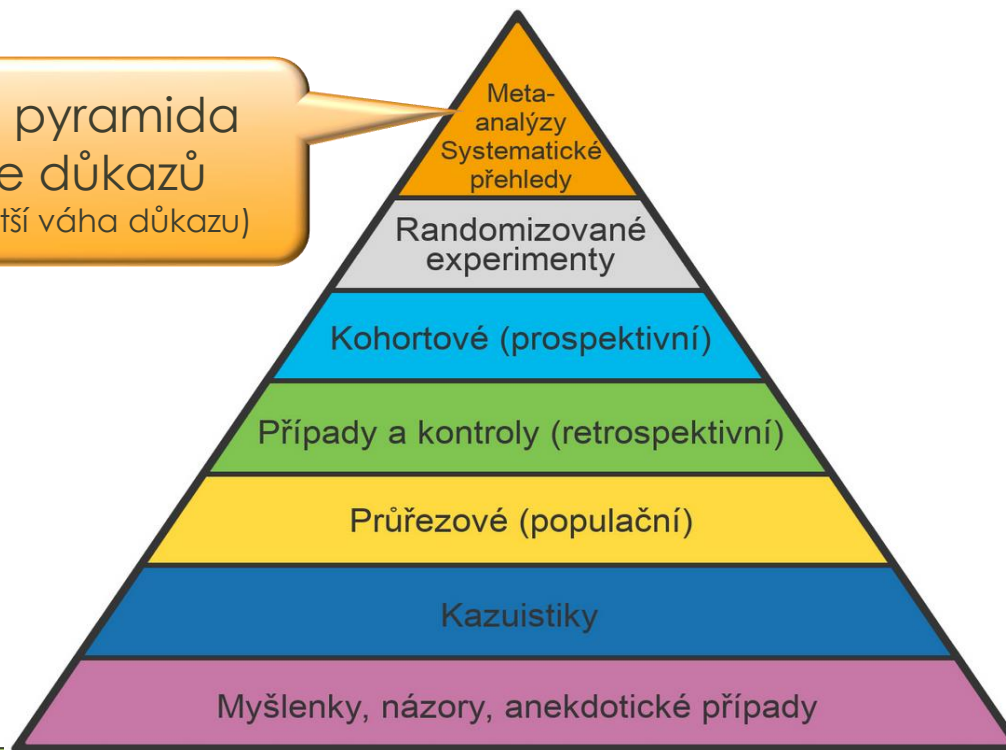 pyramida
důkazů
váha důkazu)
Meta-
analýzy
Systematické
přehledy
Randomizované
experimenty
Kohortové (prospektivní)
Případy a kontroly (retrospektivní)
Průřezové (populační)
Kazuistiky
Myšlenky, názory, anekdotické případy